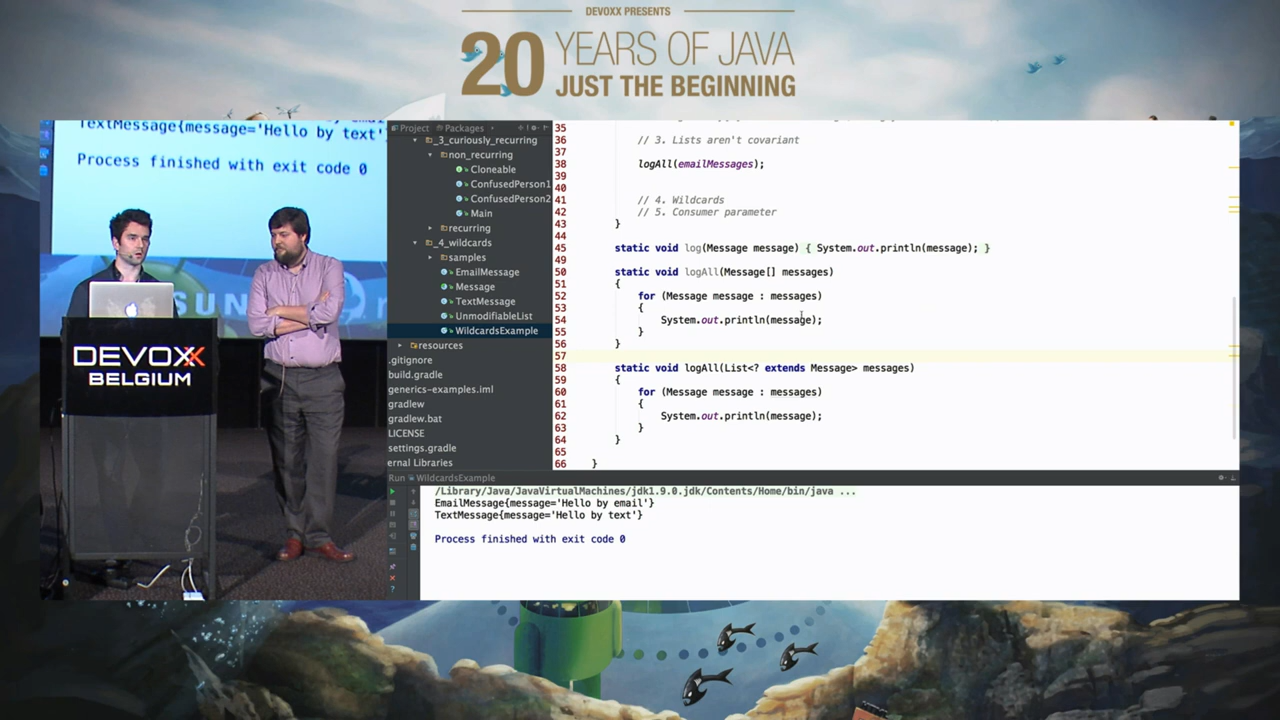 DEVOXX PRESENTS
20 YEARS OF JAVA
JUST THE BEGINNING
TextMessage{message='Hello by text'
Process finished with exit code 0
SUN
DEVOXX
BELGIUM
Project Packages
_3_curiously_recurring
non_recurring
Cloneable
ConfusedPerson1
ConfusedPerson2
Main
recurring
_4_wildcards
samples
EmailMessage
Message
TextMessage
UnmodifiableList
WildcardsExample
resources
.gitignore
build.gradle
generics-examples.iml
gradlew
gradlew.bat
LICENSE
settings.gradle
ernal Libraries
35
36 // 3. Lists aren't covariant
37
38 logAll(emailMessages);
39
40
41 // 4. Wildcards
42 // 5. Consumer parameter
43 }
44
45 static void log(Message message) { System.out.println(message); }
49
50 static void logAll(Message[] messages)
51 {
52 for (Message message : messages)
53 {
54 System.out.println(message);
55 }
56 }
57
58 static void logAll(List<? extends Message> messages)
59 {
60 for (Message message : messages)
61 {
62 System.out.println(message);
63 }
64 }
65
66 }
Run WildcardsExample
/Library/Java/JavaVirtualMachines/jdk1.9.0.jdk/Contents/Home/bin/java ...
EmailMessage{message='Hello by email'}
TextMessage{message='Hello by text'}
Process finished with exit code 0